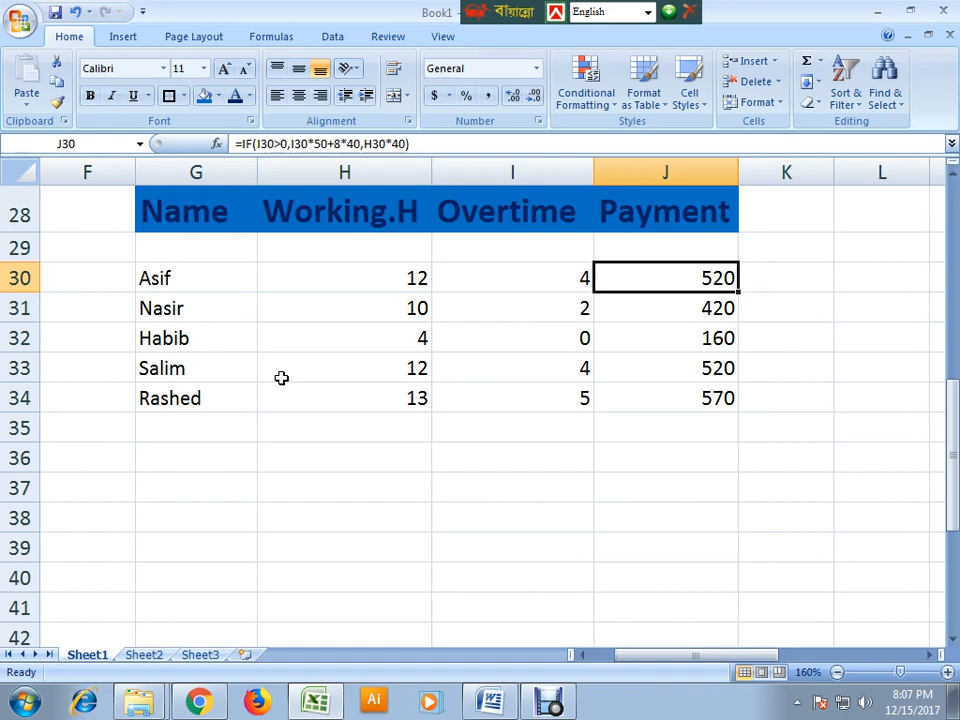 Book1 -
বায়ান্নো
English
Home Insert Page Layout Formulas Data Review View
Paste
Calibri 11
B I U
General
$ % ,
Conditional Formatting
Format as Table
Cell Styles
Insert
Delete
Format
Sort & Filter
Find & Select
Clipboard Font Alignment Number Styles Cells Editing
J30 fx =IF(I30>0,I30*50+8*40,H30*40)
F G H I J K L
28 Name Working.H Overtime Payment
29
30 Asif 12 4 520
31 Nasir 10 2 420
32 Habib 4 0 160
33 Salim 12 4 520
34 Rashed 13 5 570
35
36
37
38
39
40
41
42
Sheet1 Sheet2 Sheet3
Ready 160%
Ai
8:07 PM
12/15/2017